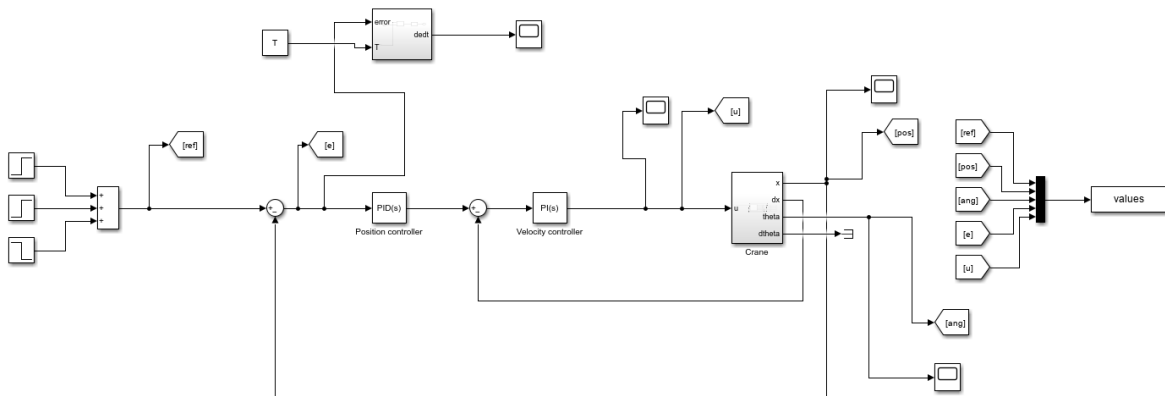 error
T
dedt
T
[ref]
[e]
[u]
[pos]
+
+
+
+
-
PID(s)
Position controller
+
-
PI(s)
Velocity controller
u
x
dx
theta
dtheta
Crane
[ang]
[ref]
[pos]
[ang]
[e]
[u]
values